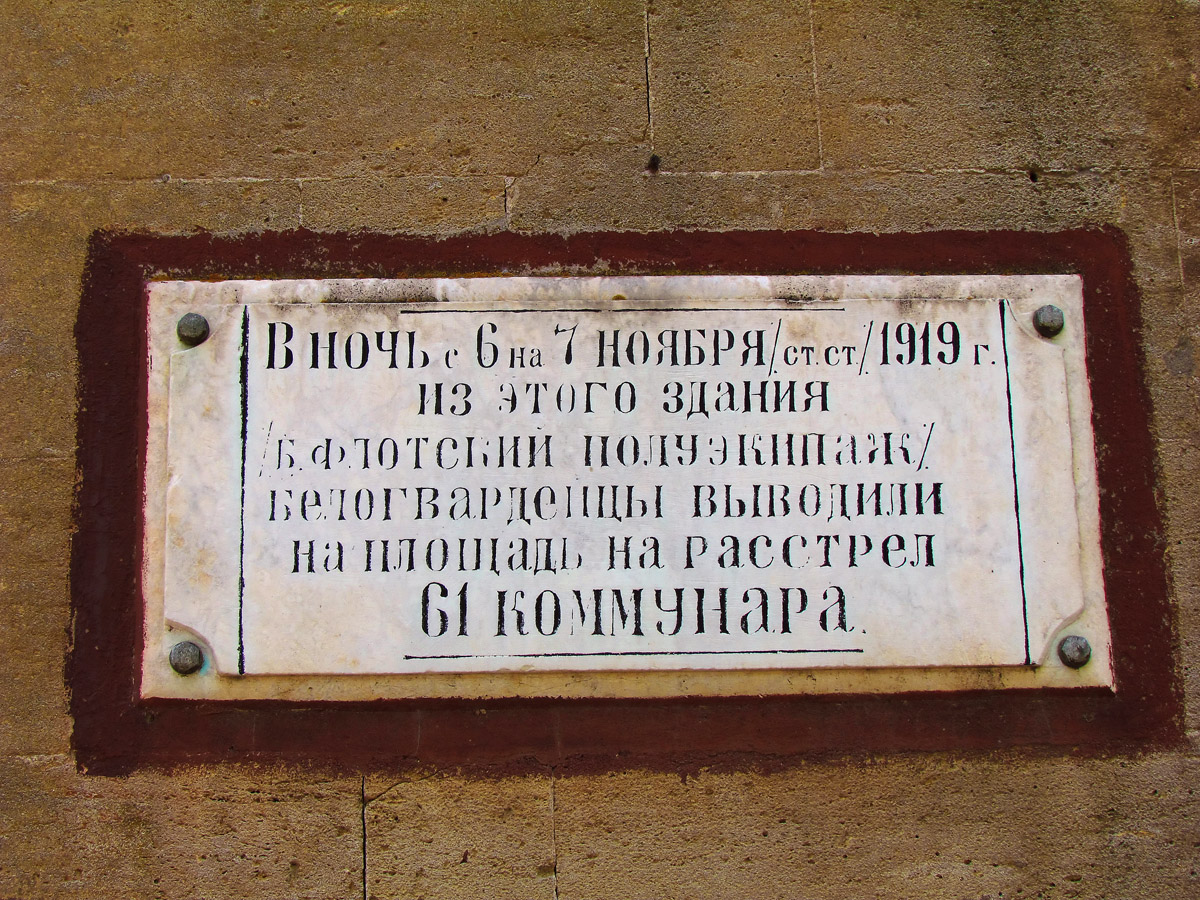 В ночь с 6 на 7 ноября /ст.ст./ 1919 г.
из этого здания
/б. Флотский полуэкипаж/
белогвардейцы выводили
на площадь на расстрел
61 коммунара.